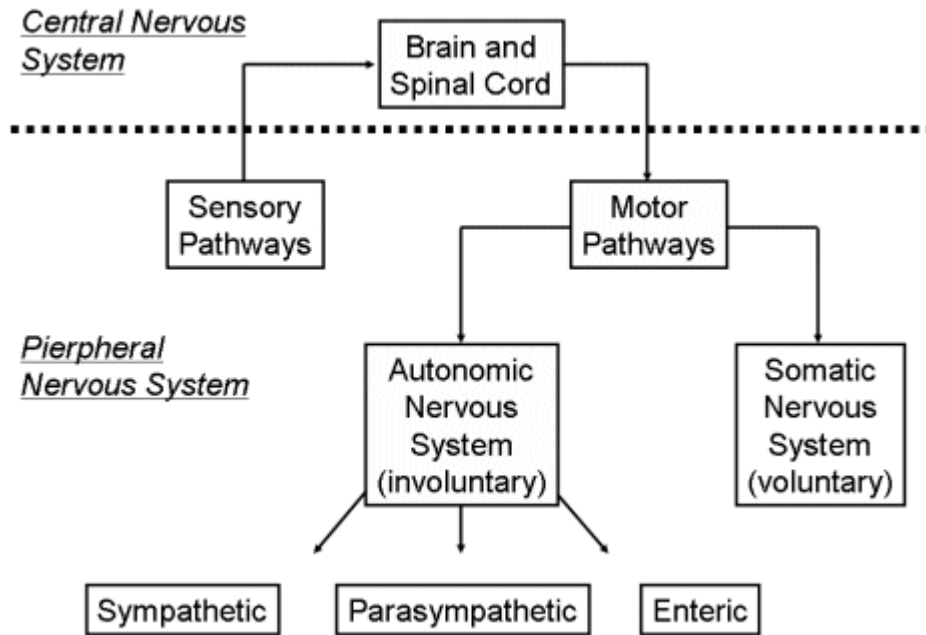 Central Nervous
System
Brain and
Spinal Cord
Sensory
Pathways
Motor
Pathways
Pierpheral
Nervous System
Autonomic
Nervous
System
(involuntary)
Somatic
Nervous
System
(voluntary)
Sympathetic
Parasympathetic
Enteric